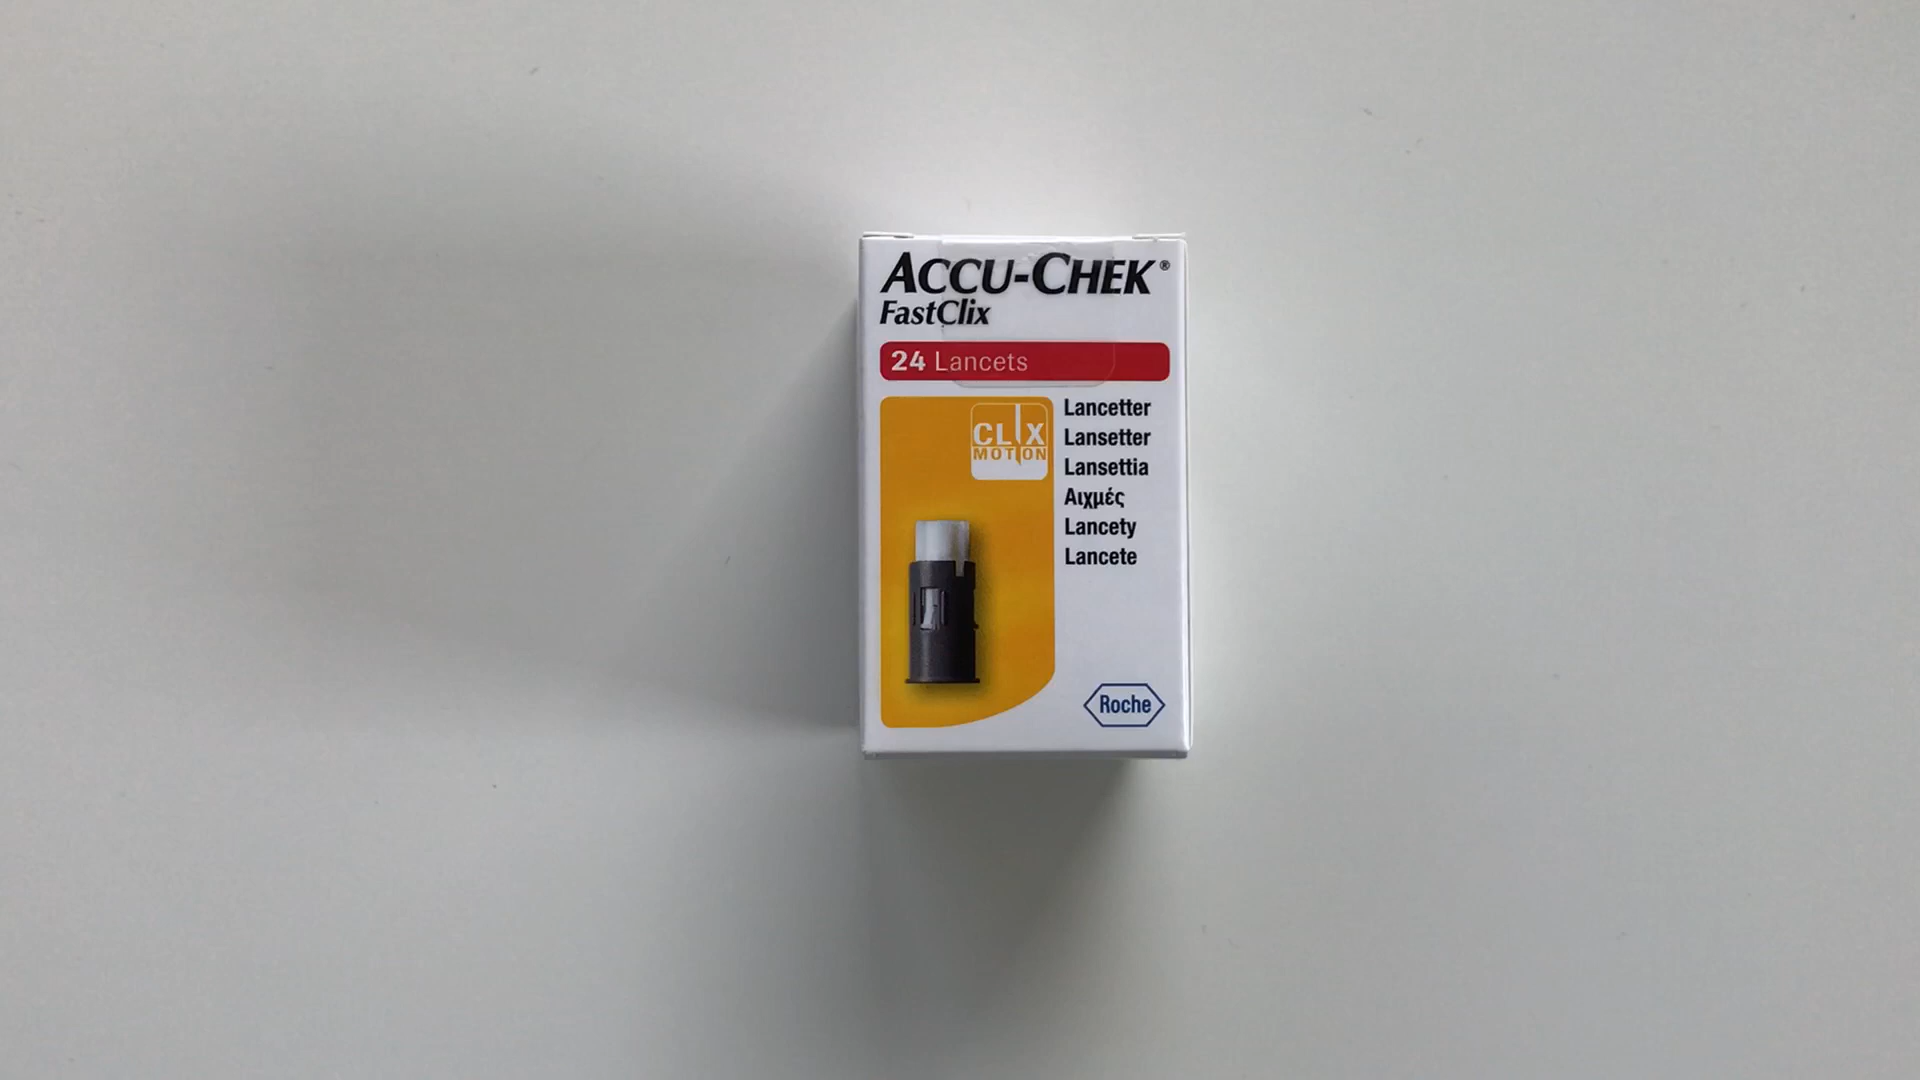 ACCU-CHEK®
FastClix
24 Lancets
CLIX
MOTION
Lancetter
Lansetter
Lansettia
Αιχμές
Lancety
Lancete
Roche